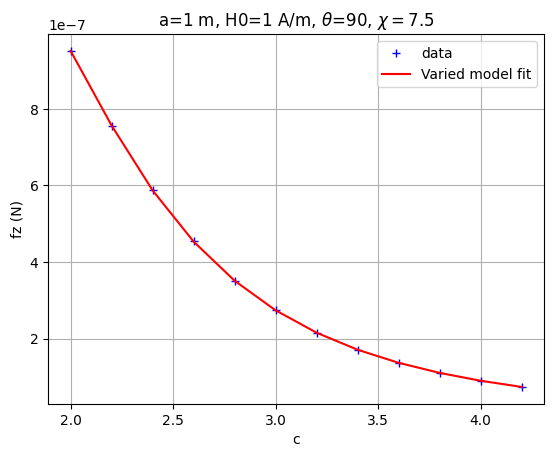 a=1 m, H0=1 A/m, θ=90, χ = 7.5
1e−7
data
Varied model fit
8
6
4
2
fz (N)
2.0 2.5 3.0 3.5 4.0
c